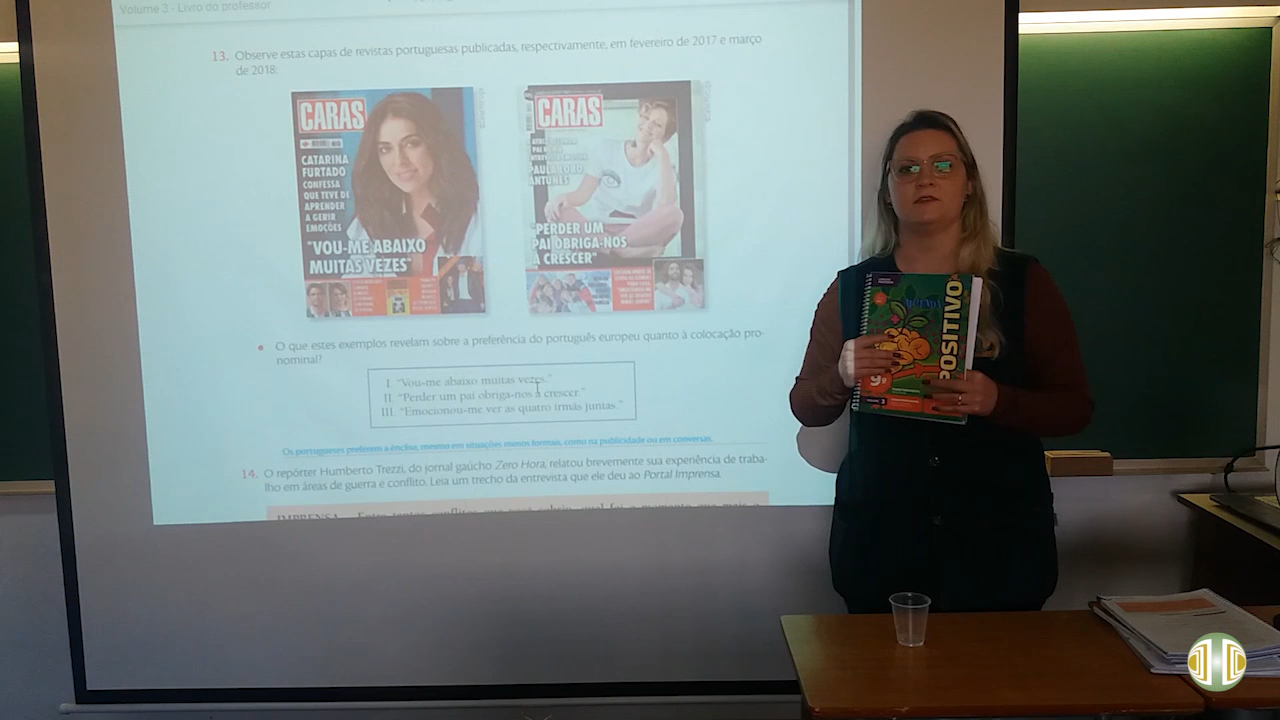 Volume 3 - Livro do professor
13. Observe estas capas de revistas portuguesas publicadas, respectivamente, em fevereiro de 2017 e março
de 2018:
CARAS
CATARINA
FURTADO
CONFESSA
QUE TEVE DE
APRENDER
A GERIR
EMOÇÕES
"VOU-ME ABAIXO
MUITAS VEZES"
CARAS
PAULA LOBO
ANTUNES
"PERDER UM
PAI OBRIGA-NOS
A CRESCER"
• O que estes exemplos revelam sobre a preferência do português europeu quanto à colocação pro-
nominal?
I. "Vou-me abaixo muitas vezes."
II. "Perder um pai obriga-nos a crescer."
III. "Emocionou-me ver as quatro irmãs juntas."
Os portugueses preferem a ênclise, mesmo em situações menos formais, como na publicidade ou em conversas.
14. O repórter Humberto Trezzi, do jornal gaúcho Zero Hora, relatou brevemente sua experiência de traba-
lho em áreas de guerra e conflito. Leia um trecho da entrevista que ele deu ao Portal Imprensa.
POSITIVO
9º